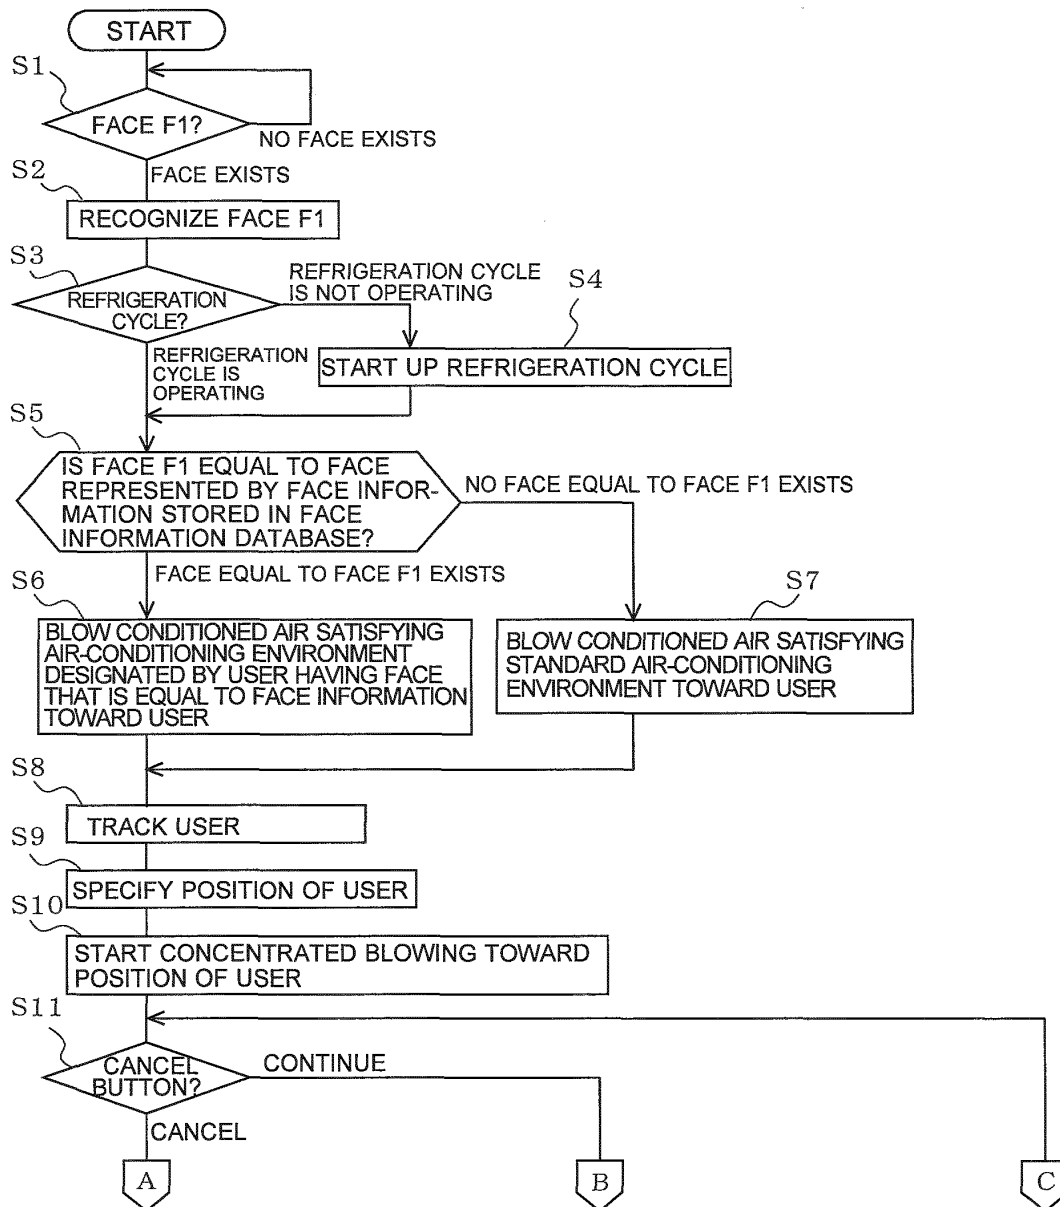 START
S1
FACE F1?
NO FACE EXISTS
FACE EXISTS
S2
RECOGNIZE FACE F1
S3
REFRIGERATION
CYCLE?
REFRIGERATION CYCLE
IS NOT OPERATING
S4
START UP REFRIGERATION CYCLE
REFRIGERATION
CYCLE IS
OPERATING
S5
IS FACE F1 EQUAL TO FACE
REPRESENTED BY FACE INFOR-
MATION STORED IN FACE
INFORMATION DATABASE?
NO FACE EQUAL TO FACE F1 EXISTS
FACE EQUAL TO FACE F1 EXISTS
S6
BLOW CONDITIONED AIR SATISFYING
AIR-CONDITIONING ENVIRONMENT
DESIGNATED BY USER HAVING FACE
THAT IS EQUAL TO FACE INFORMATION
TOWARD USER
S7
BLOW CONDITIONED AIR SATISFYING
STANDARD AIR-CONDITIONING
ENVIRONMENT TOWARD USER
S8
TRACK USER
S9
SPECIFY POSITION OF USER
S10
START CONCENTRATED BLOWING TOWARD
POSITION OF USER
S11
CANCEL
BUTTON?
CONTINUE
CANCEL
A
B
C